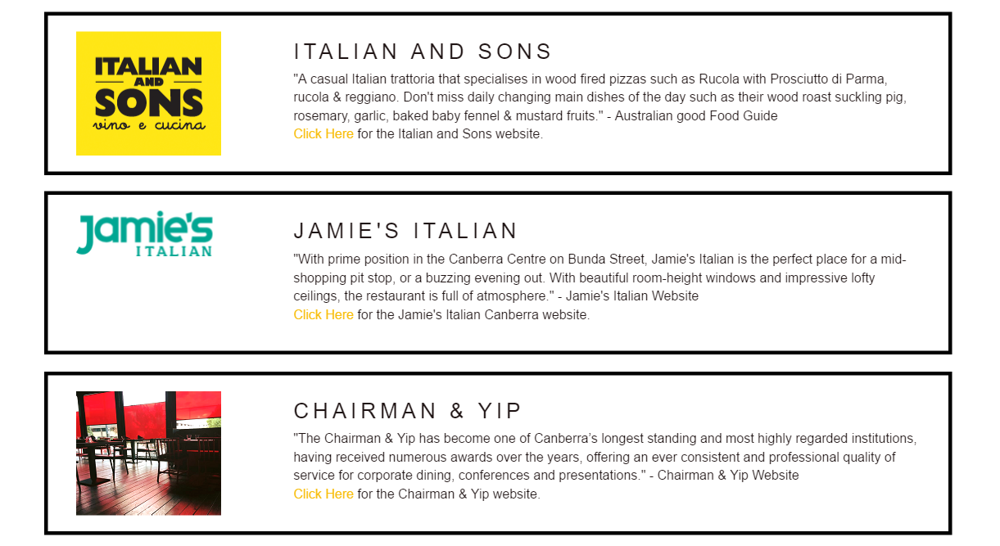 ITALIAN
AND
SONS
vino e cucina
ITALIAN AND SONS
"A casual Italian trattoria that specialises in wood fired pizzas such as Rucola with Prosciutto di Parma,
rucola & reggiano. Don't miss daily changing main dishes of the day such as their wood roast suckling pig,
rosemary, garlic, baked baby fennel & mustard fruits." - Australian good Food Guide
Click Here for the Italian and Sons website.
Jamie's
ITALIAN
JAMIE'S ITALIAN
"With prime position in the Canberra Centre on Bunda Street, Jamie's Italian is the perfect place for a mid-
shopping pit stop, or a buzzing evening out. With beautiful room-height windows and impressive lofty
ceilings, the restaurant is full of atmosphere." - Jamie's Italian Website
Click Here for the Jamie's Italian Canberra website.
CHAIRMAN & YIP
"The Chairman & Yip has become one of Canberra’s longest standing and most highly regarded institutions,
having received numerous awards over the years, offering an ever consistent and professional quality of
service for corporate dining, conferences and presentations." - Chairman & Yip Website
Click Here for the Chairman & Yip website.